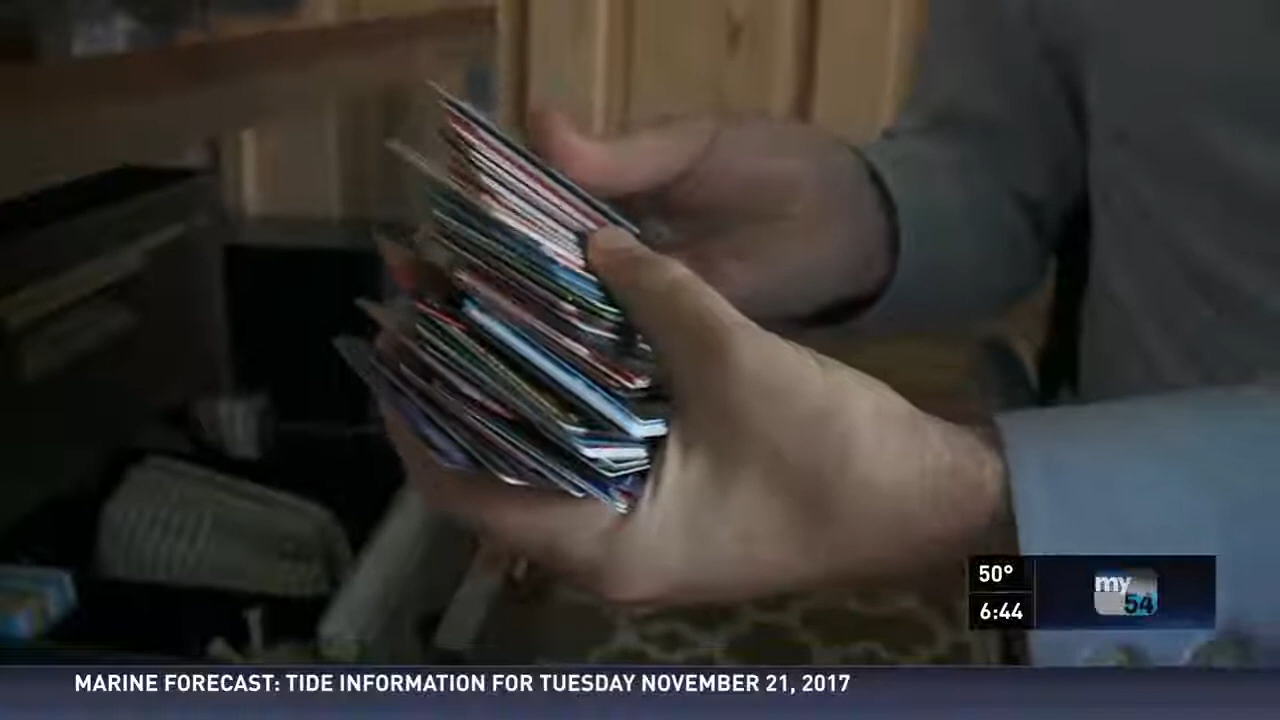 50°
my
6:44
54
MARINE FORECAST: TIDE INFORMATION FOR TUESDAY NOVEMBER 21, 2017